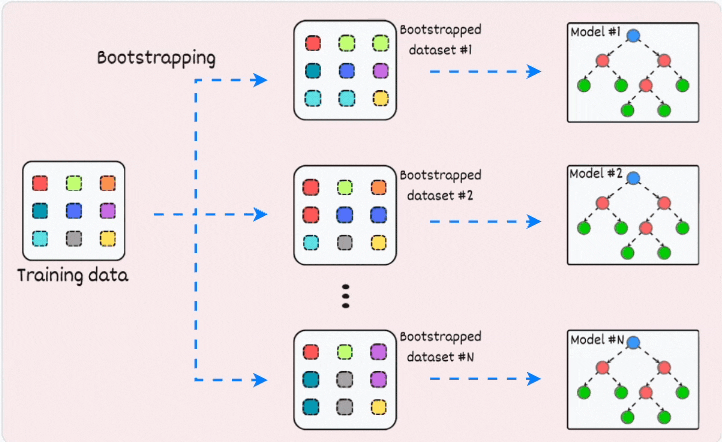 Bootstrapping
Training data
Bootstrapped
dataset #1
Model #1
Bootstrapped
dataset #2
Model #2
Bootstrapped
dataset #N
Model #N